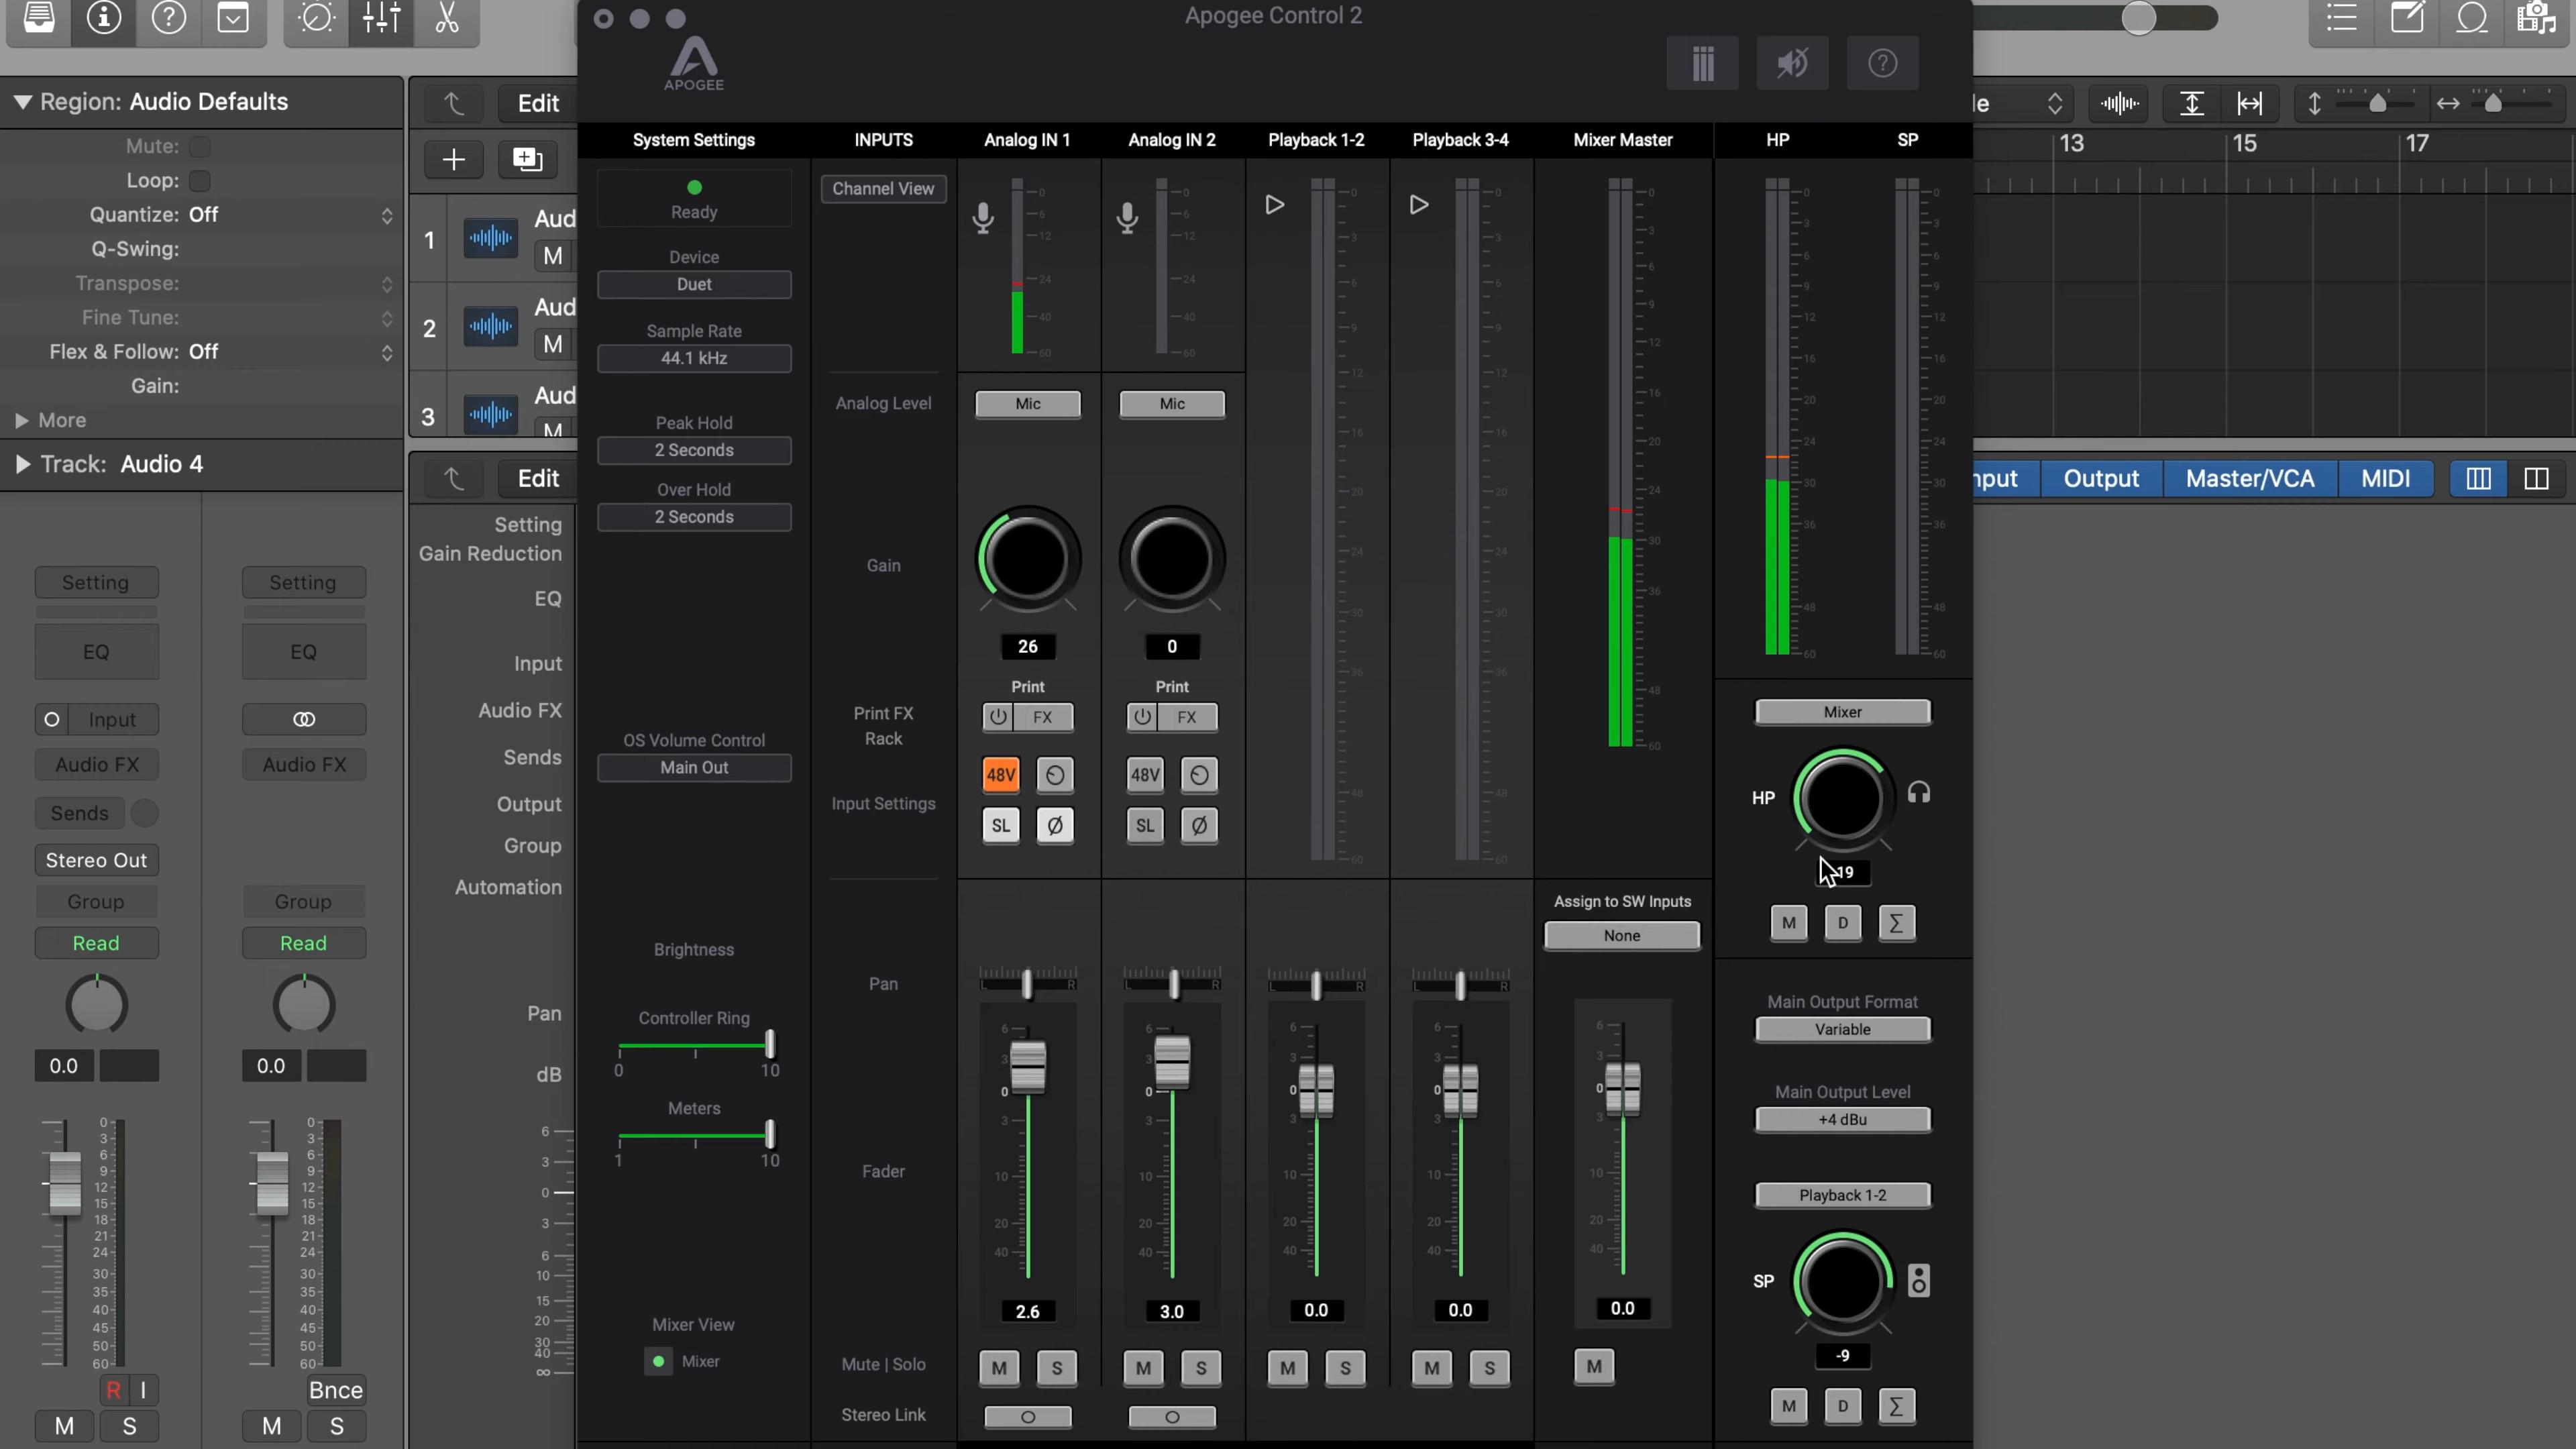 Apogee Control 2
APOGEE
Region: Audio Defaults
Mute:
Loop:
Quantize: Off
Q-Swing:
Transpose:
Fine Tune:
Flex & Follow: Off
Gain:
More
Track: Audio 4
Setting Setting
EQ EQ
Input
Audio FX Audio FX
Sends
Stereo Out
Group Group
Read Read
0.0 0.0
R I Bnce
M S M S
Edit
1 Aud
M
2 Aud
M
3 Aud
M
Edit
Setting
Gain Reduction
EQ
Input
Audio FX
Sends
Output
Group
Automation
Pan
dB
System Settings INPUTS Analog IN 1 Analog IN 2 Playback 1-2 Playback 3-4 Mixer Master HP SP
Ready
Device
Duet
Sample Rate
44.1 kHz
Peak Hold
2 Seconds
Over Hold
2 Seconds
OS Volume Control
Main Out
Brightness
Controller Ring
0 10
Meters
1 10
Mixer View
Mixer
Channel View
Analog Level Mic Mic
Gain
26 0
Print Print
Print FX
Rack
FX FX
48V 48V
Input Settings
SL Ø SL Ø
Assign to SW Inputs
None
Pan
L R L R L R L R
Fader
2.6 3.0 0.0 0.0 0.0
Mute | Solo M S M S M S M S M
Stereo Link
Mixer
HP
19
M D Σ
Main Output Format
Variable
Main Output Level
+4 dBu
Playback 1-2
SP
-9
M D Σ
13 15 17
Output Master/VCA MIDI